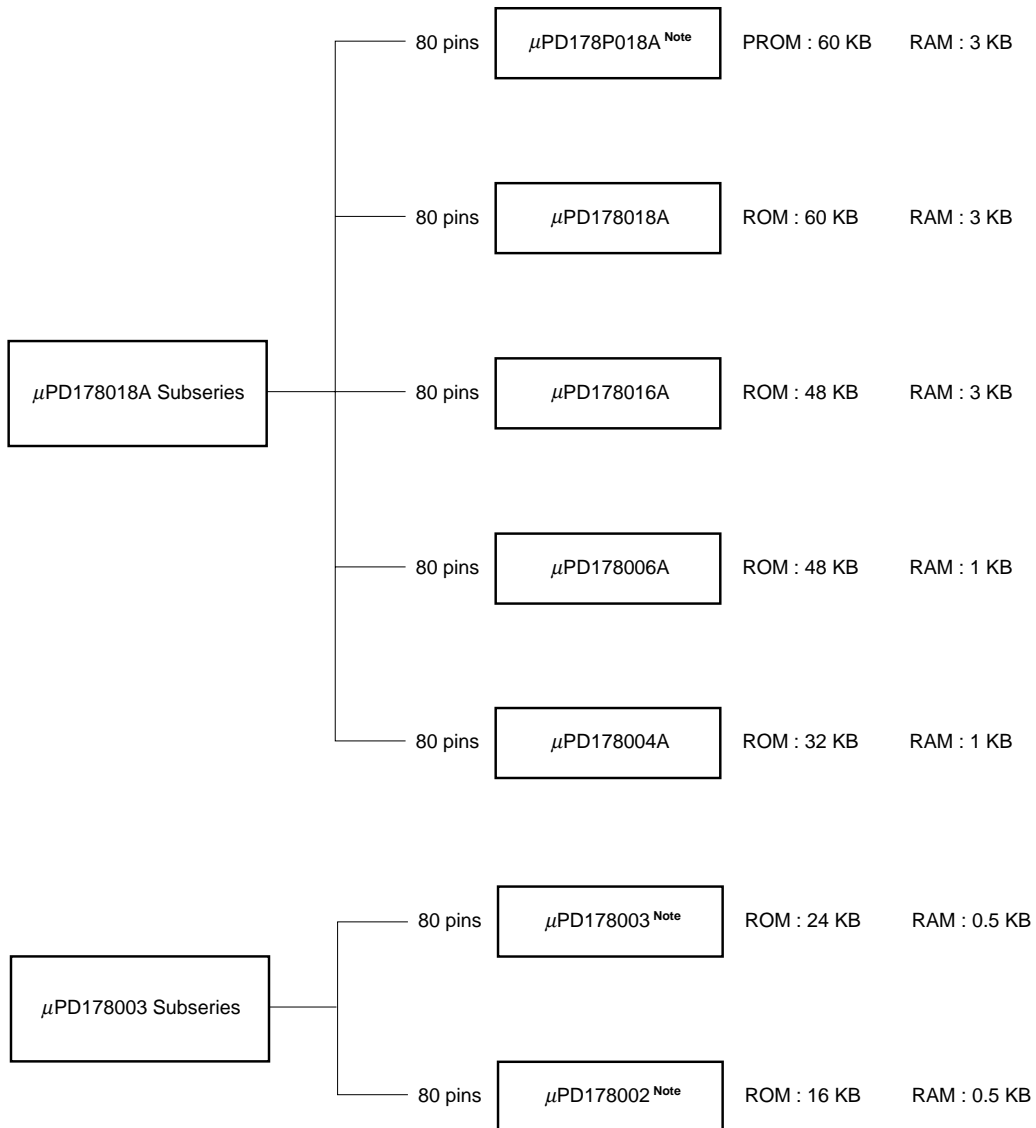 80 pins μPD178P018A Note PROM : 60 KB RAM : 3 KB
80 pins μPD178018A ROM : 60 KB RAM : 3 KB
μPD178018A Subseries 80 pins μPD178016A ROM : 48 KB RAM : 3 KB
80 pins μPD178006A ROM : 48 KB RAM : 1 KB
80 pins μPD178004A ROM : 32 KB RAM : 1 KB
80 pins μPD178003 Note ROM : 24 KB RAM : 0.5 KB
μPD178003 Subseries
80 pins μPD178002 Note ROM : 16 KB RAM : 0.5 KB